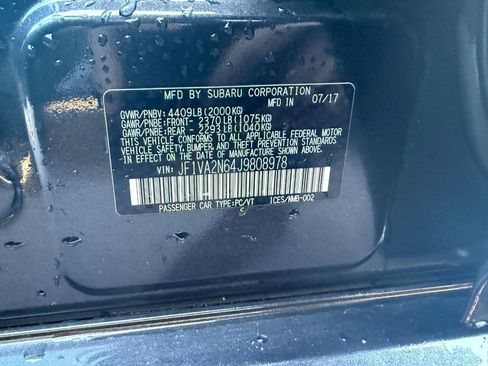 MFD BY SUBARU CORPORATION
MFD IN 07/17
GVWR/PNBV: 4409LB (2000KG)
GAWR/PNBE:FRONT- 2370LB(1075KG)
GAWR/PNBE:REAR - 2293LB(1040KG)
THIS VEHICLE CONFORMS TO ALL APPLICABLE FEDERAL MOTOR
VEHICLE SAFETY, BUMPER, AND THEFT PREVENTION STANDARDS
IN EFFECT ON THE DATE OF MANUFACTURE SHOWN ABOVE.
VIN: JF1VA2N64J9808978
PASSENGER CAR TYPE:PC/VT ICES/NMB-002